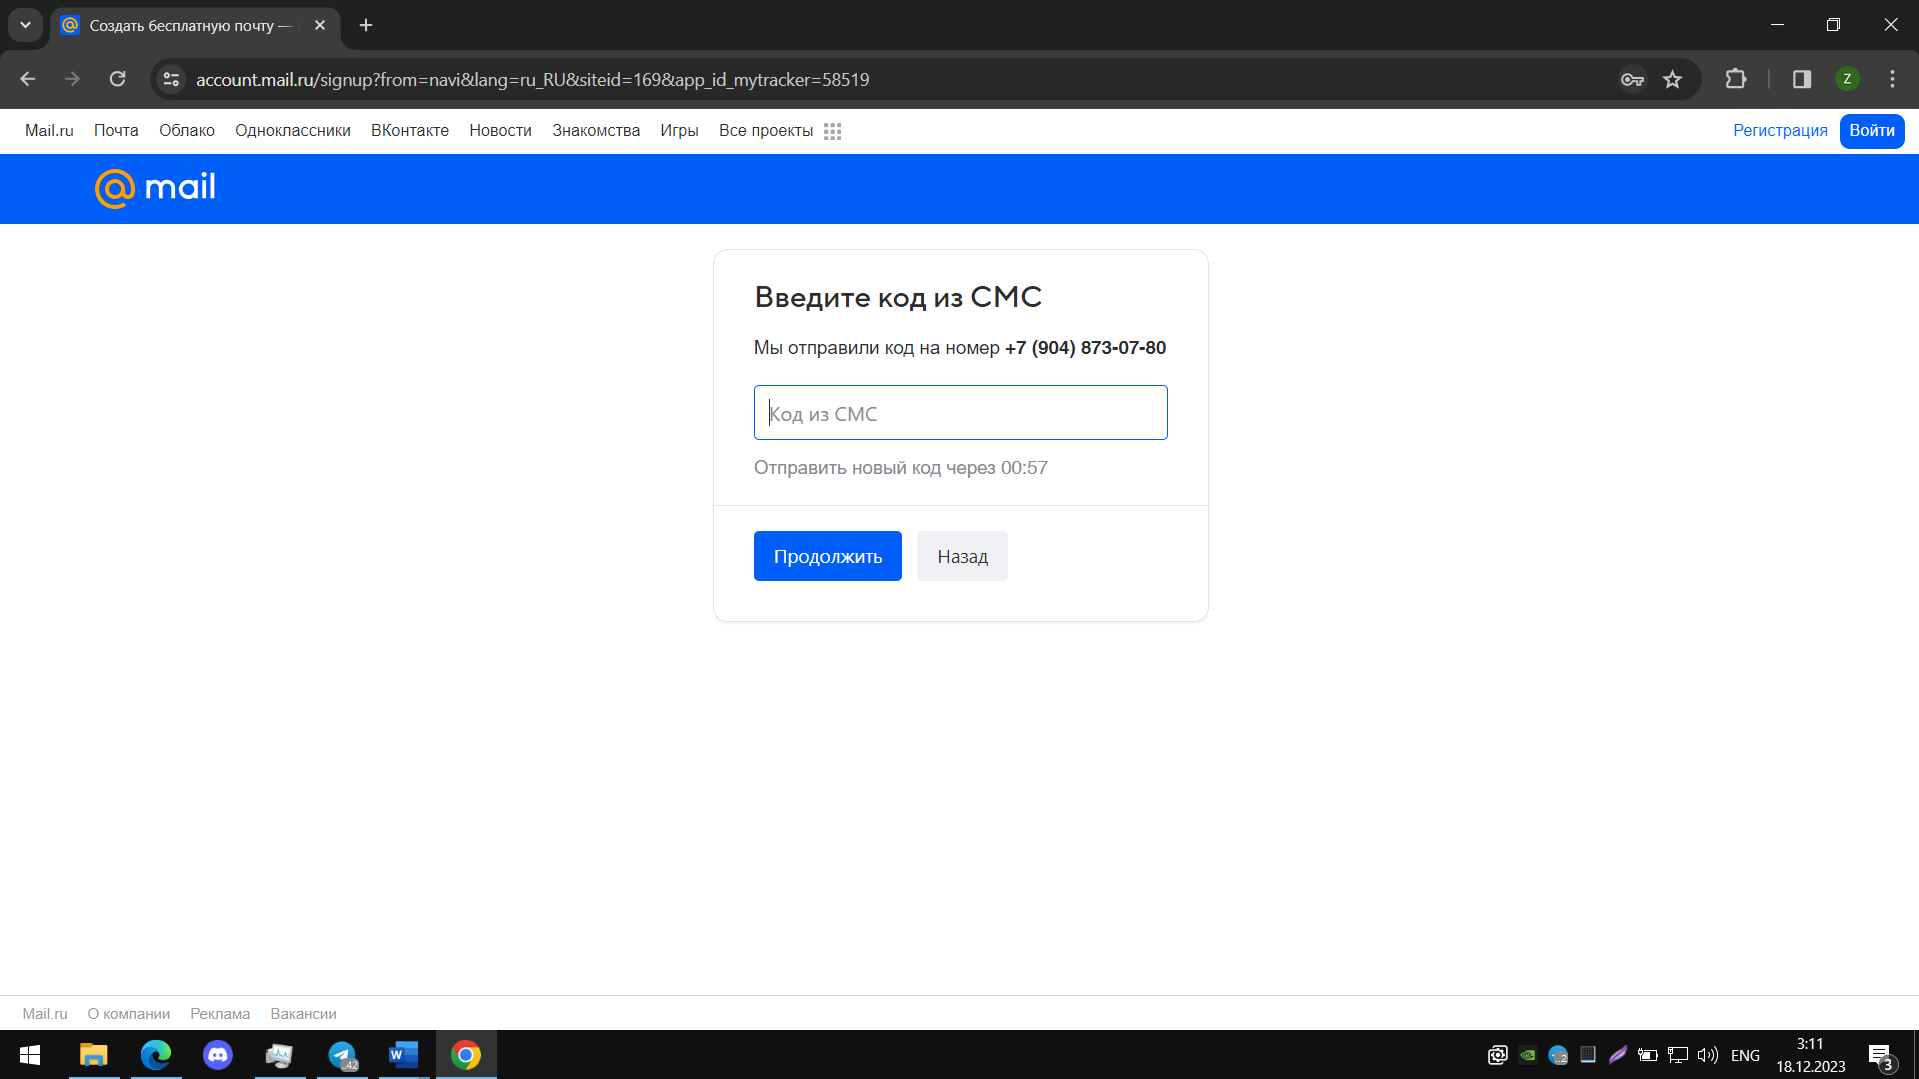 Создать бесплатную почту —
account.mail.ru/signup?from=navi&lang=ru_RU&siteid=169&app_id_mytracker=58519
Z
Mail.ru Почта Облако Одноклассники ВКонтакте Новости Знакомства Игры Все проекты Регистрация Войти
@mail
Введите код из СМС
Мы отправили код на номер +7 (904) 873-07-80
Код из СМС
Отправить новый код через 00:57
Продолжить Назад
Mail.ru О компании Реклама Вакансии
42
W
..2
ENG
3:11
18.12.2023
3